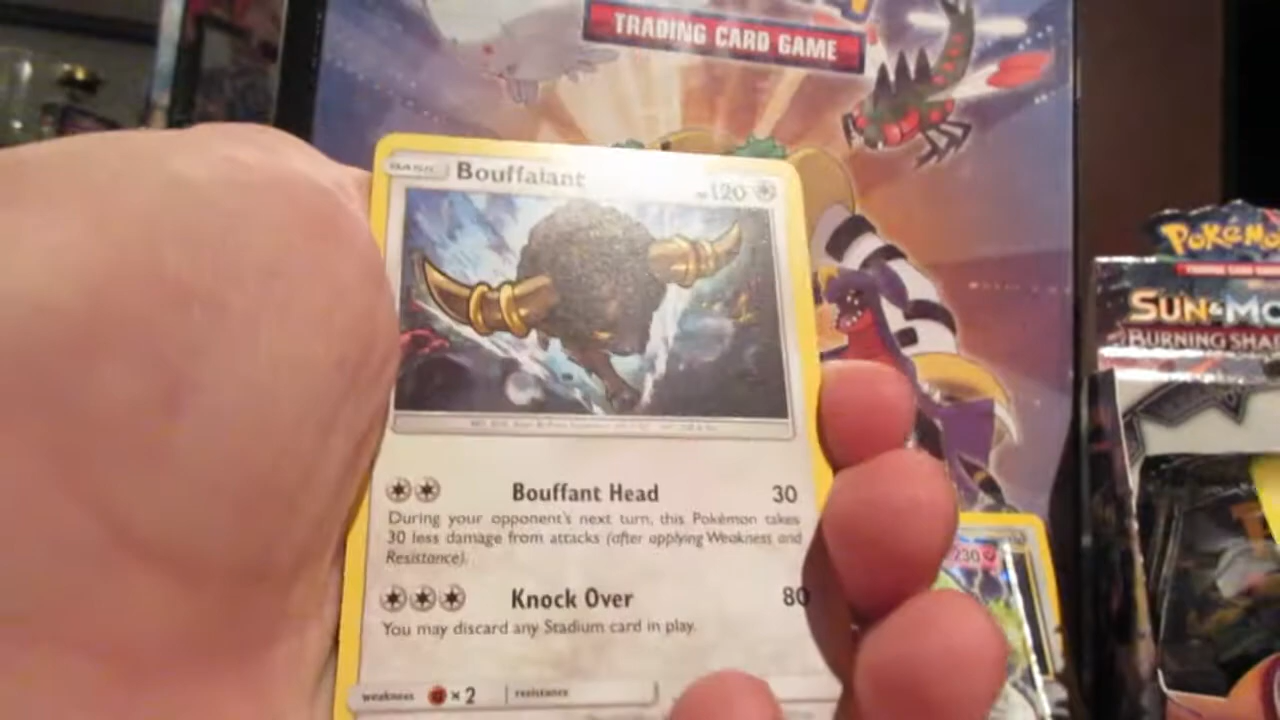 TRADING CARD GAME
BASIC Bouffalant 120
Bouffant Head 30
During your opponent's next turn, this Pokémon takes
30 less damage from attacks (after applying Weakness and
Resistance).
Knock Over 80
You may discard any Stadium card in play.
weakness ×2 resistance
230
POKÉMO
SUN & MO
BURNING SHA